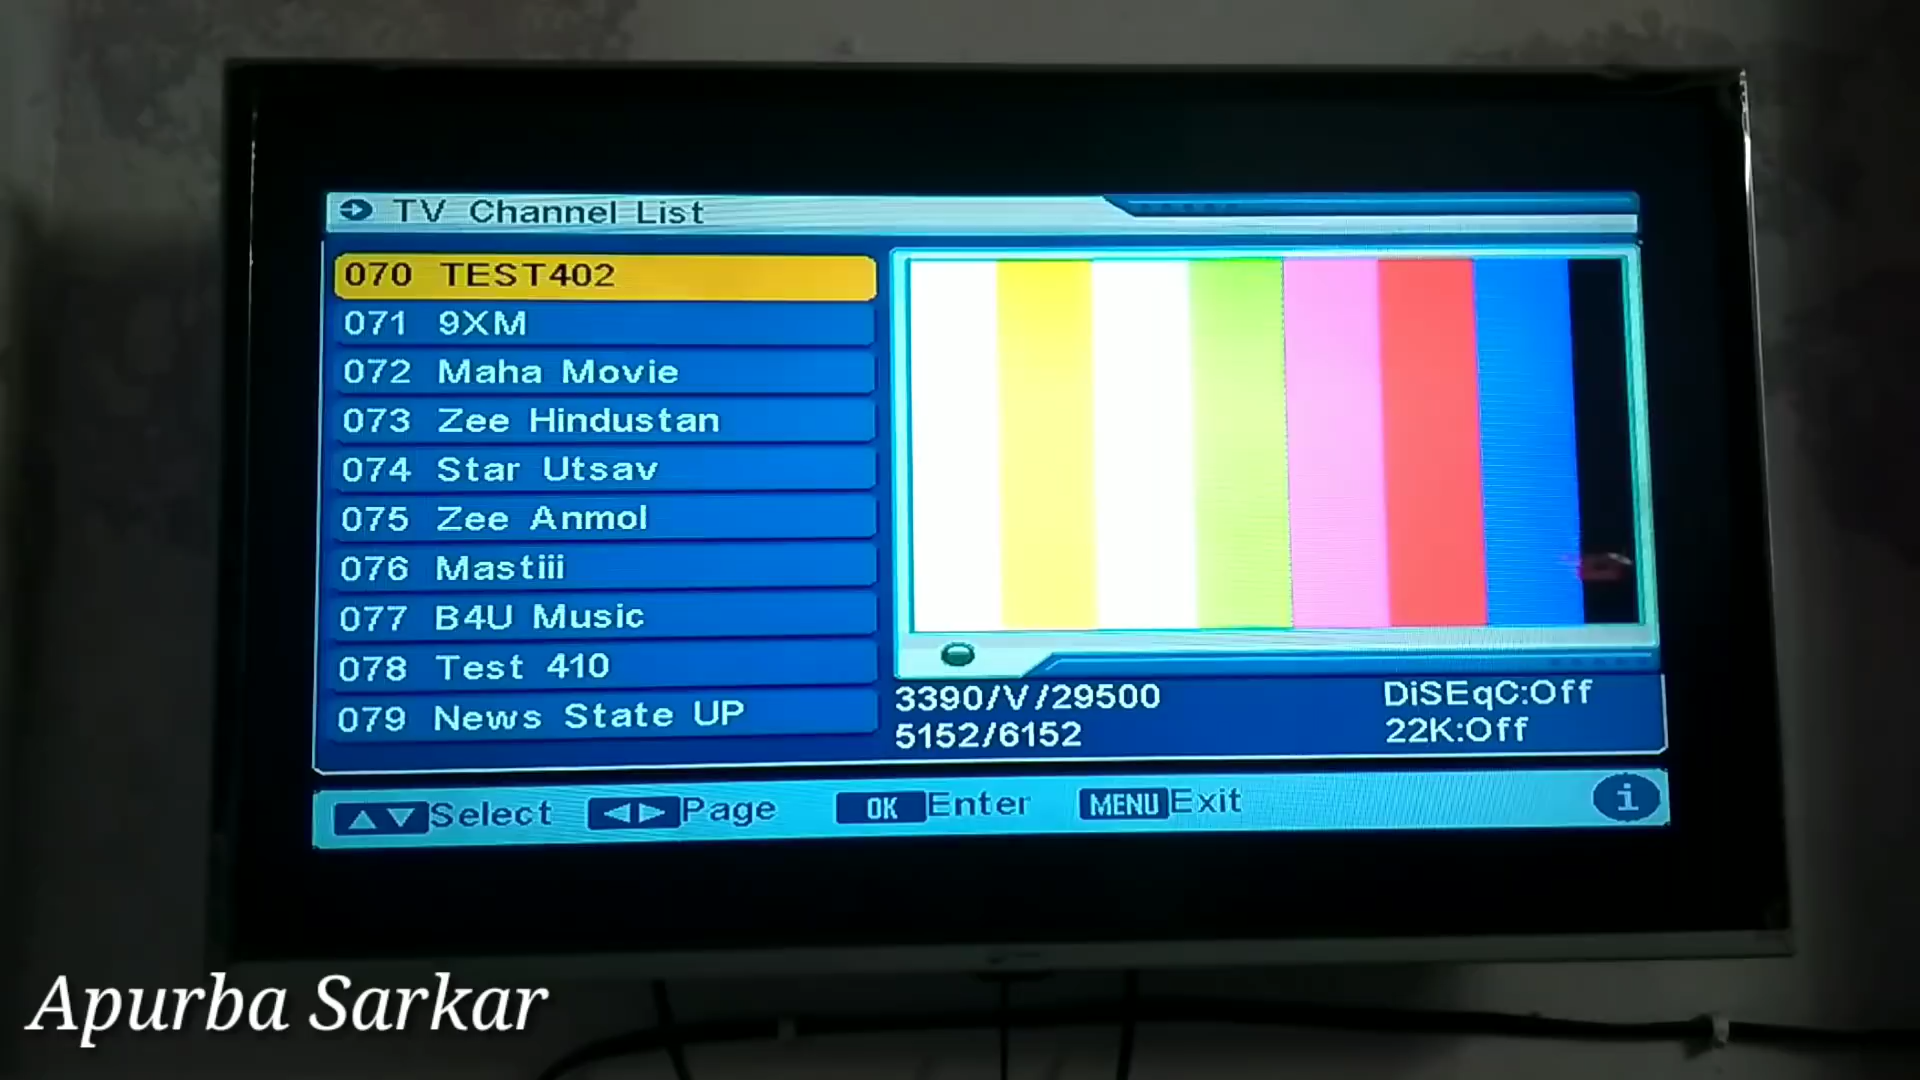 TV Channel List
070 TEST402
071 9XM
072 Maha Movie
073 Zee Hindustan
074 Star Utsav
075 Zee Anmol
076 Mastiii
077 B4U Music
078 Test 410
079 News State UP
3390/V/29500
DiSEqC:Off
5152/6152
22K:Off
Select Page OK Enter MENU Exit i
Apurba Sarkar